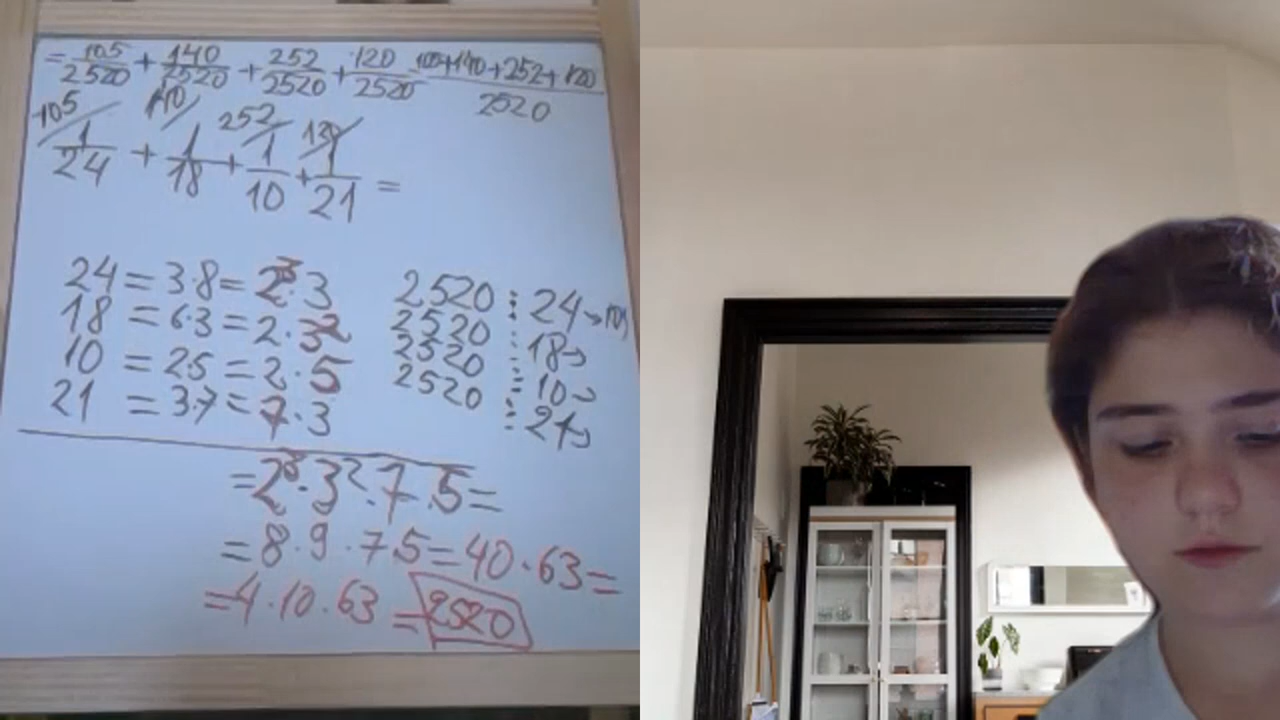 = 105/2520 + 140/2520 + 252/2520 + 120/2520 = 105+140+252+120/2520
105/ 140/ 252/ 120/
1/24 + 1/18 + 1/10 + 1/21 =
24 = 3·8 = 2³·3
18 = 6·3 = 2·3²
10 = 2·5 = 2·5
21 = 3·7 = 7·3
2520 : 24 → 105
2520 : 18 →
2520 : 10 →
2520 : 21 →
= 2³·3²·7·5 =
= 8·9·7·5 = 40·63 =
= 4·10·63 = 2520